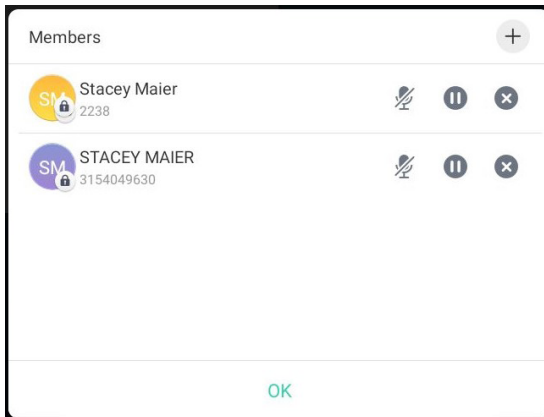 Members
SM
Stacey Maier
2238
SM
STACEY MAIER
3154049630
OK